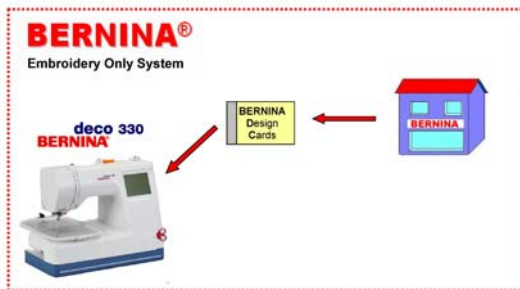 BERNINA®
Embroidery Only System
deco 330
BERNINA®
BERNINA
Design
Cards
BERNINA